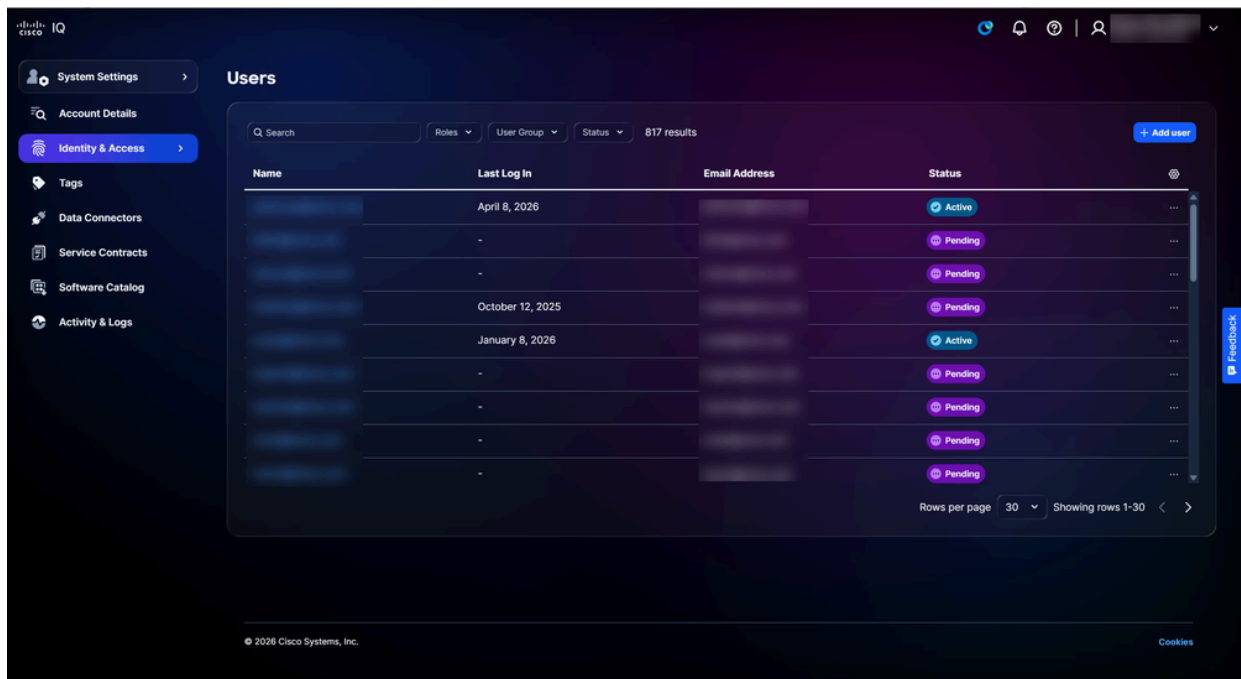 cisco IQ
System Settings
Account Details
Identity & Access
Tags
Data Connectors
Service Contracts
Software Catalog
Activity & Logs
Users
Search Roles User Group Status 817 results + Add user
Name Last Log In Email Address Status
April 8, 2026 Active ...
- Pending ...
- Pending ...
October 12, 2025 Pending ...
January 8, 2026 Active ...
- Pending ...
- Pending ...
- Pending ...
- Pending ...
Rows per page 30 Showing rows 1-30
Feedback
© 2026 Cisco Systems, Inc. Cookies